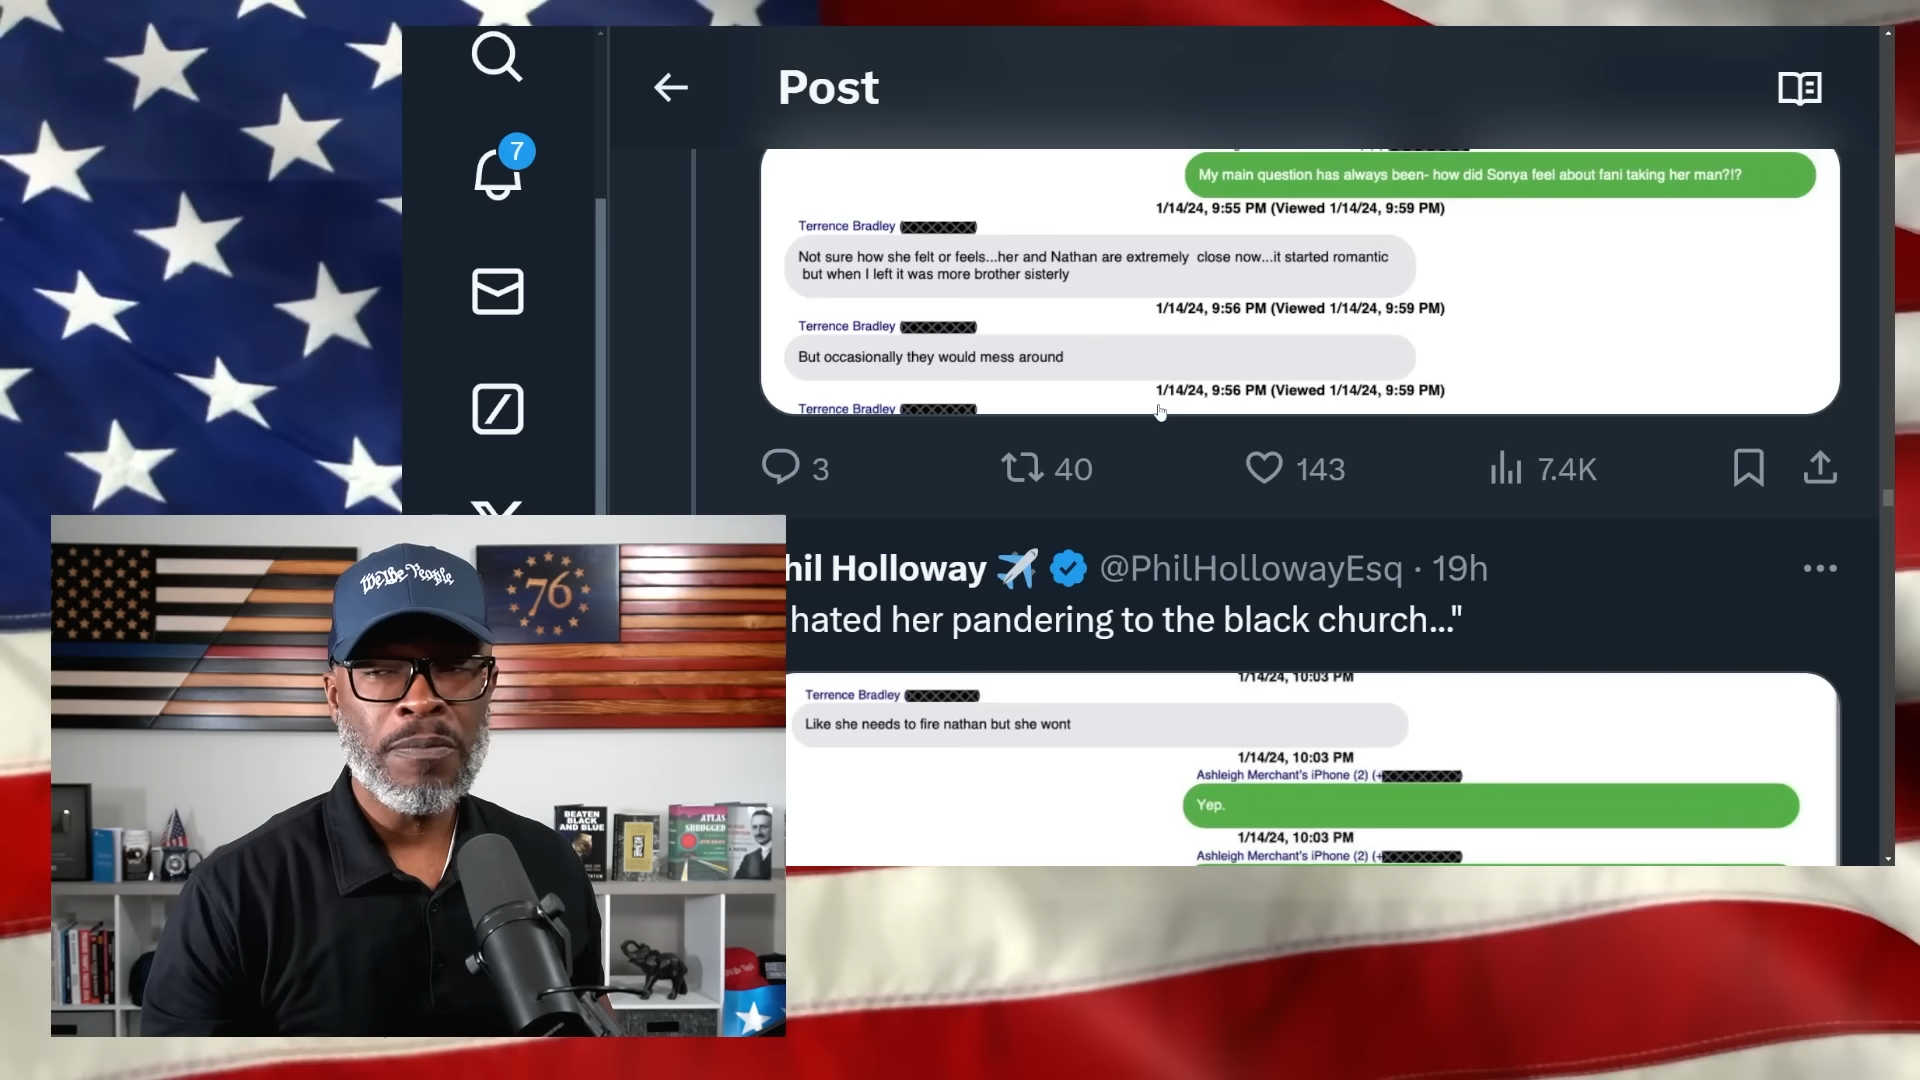 Post
7
My main question has always been- how did Sonya feel about fani taking her man?!?
1/14/24, 9:55 PM (Viewed 1/14/24, 9:59 PM)
Terrence Bradley
Not sure how she felt or feels...her and Nathan are extremely close now...it started romantic
but when I left it was more brother sisterly
1/14/24, 9:56 PM (Viewed 1/14/24, 9:59 PM)
Terrence Bradley
But occasionally they would mess around
1/14/24, 9:56 PM (Viewed 1/14/24, 9:59 PM)
Terrence Bradley
3 40 143 7.4K
hil Holloway @PhilHollowayEsq · 19h
hated her pandering to the black church..."
1/14/24, 10:03 PM
Terrence Bradley
Like she needs to fire nathan but she wont
1/14/24, 10:03 PM
Ashleigh Merchant's iPhone (2) (+
Yep.
1/14/24, 10:03 PM
Ashleigh Merchant's iPhone (2) (+
We the People
76
BEATEN
BLACK
AND BLUE
ATLAS
SHRUGGED